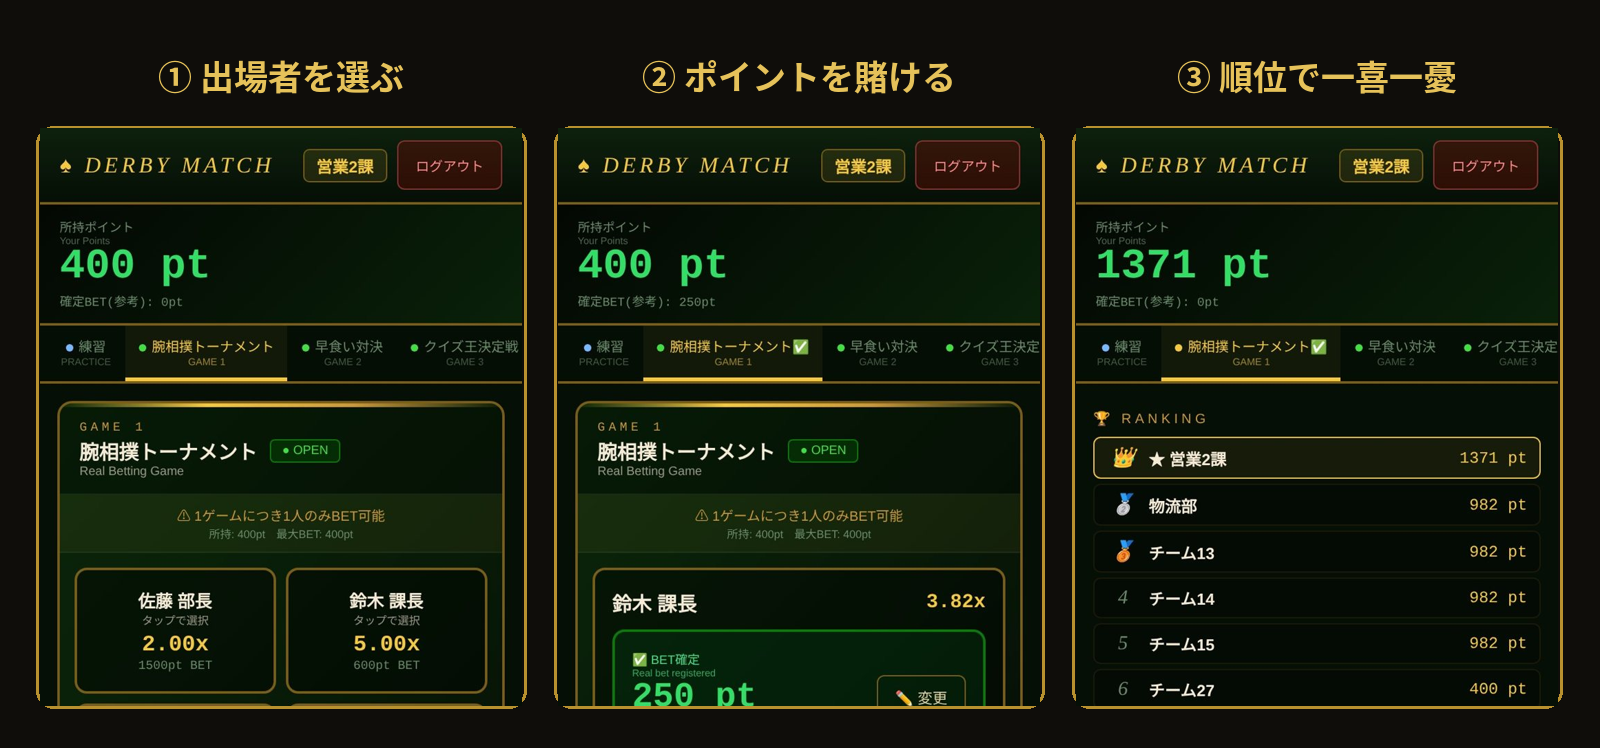 ① 出場者を選ぶ
♠ DERBY MATCH
営業2課
ログアウト
所持ポイント
Your Points
400 pt
確定BET(参考): 0pt
● 練習
PRACTICE
● 腕相撲トーナメント
GAME 1
● 早食い対決
GAME 2
● クイズ王決定戦
GAME 3
GAME 1
腕相撲トーナメント
● OPEN
Real Betting Game
⚠ 1ゲームにつき1人のみBET可能
所持: 400pt 最大BET: 400pt
佐藤 部長
タップで選択
2.00x
1500pt BET
鈴木 課長
タップで選択
5.00x
600pt BET
② ポイントを賭ける
♠ DERBY MATCH
営業2課
ログアウト
所持ポイント
Your Points
400 pt
確定BET(参考): 250pt
● 練習
PRACTICE
● 腕相撲トーナメント✅
GAME 1
● 早食い対決
GAME 2
● クイズ王決定
GAME 3
GAME 1
腕相撲トーナメント
● OPEN
Real Betting Game
⚠ 1ゲームにつき1人のみBET可能
所持: 400pt 最大BET: 400pt
鈴木 課長
3.82x
✅ BET確定
Real bet registered
250 pt
✏️ 変更
③ 順位で一喜一憂
♠ DERBY MATCH
営業2課
ログアウト
所持ポイント
Your Points
1371 pt
確定BET(参考): 0pt
● 練習
PRACTICE
● 腕相撲トーナメント✅
GAME 1
● 早食い対決
GAME 2
● クイズ王決定
GAME 3
🏆 RANKING
👑 ★ 営業2課 1371 pt
🥈 物流部 982 pt
🥉 チーム13 982 pt
4 チーム14 982 pt
5 チーム15 982 pt
6 チーム27 400 pt